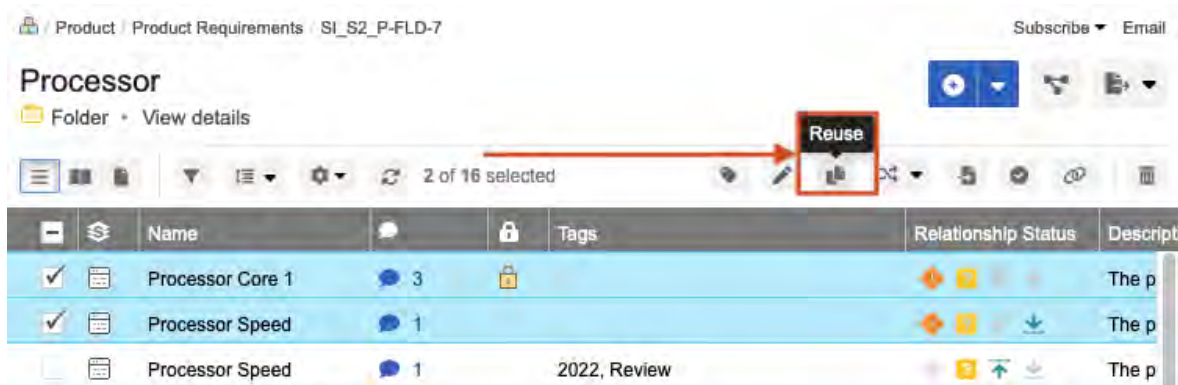 Product / Product Requirements / SI_S2_P-FLD-7 Subscribe Email
Processor
Folder • View details
Reuse
2 of 16 selected
Name Tags Relationship Status Descript
Processor Core 1 3 The p
Processor Speed 1 The p
Processor Speed 1 2022, Review The p